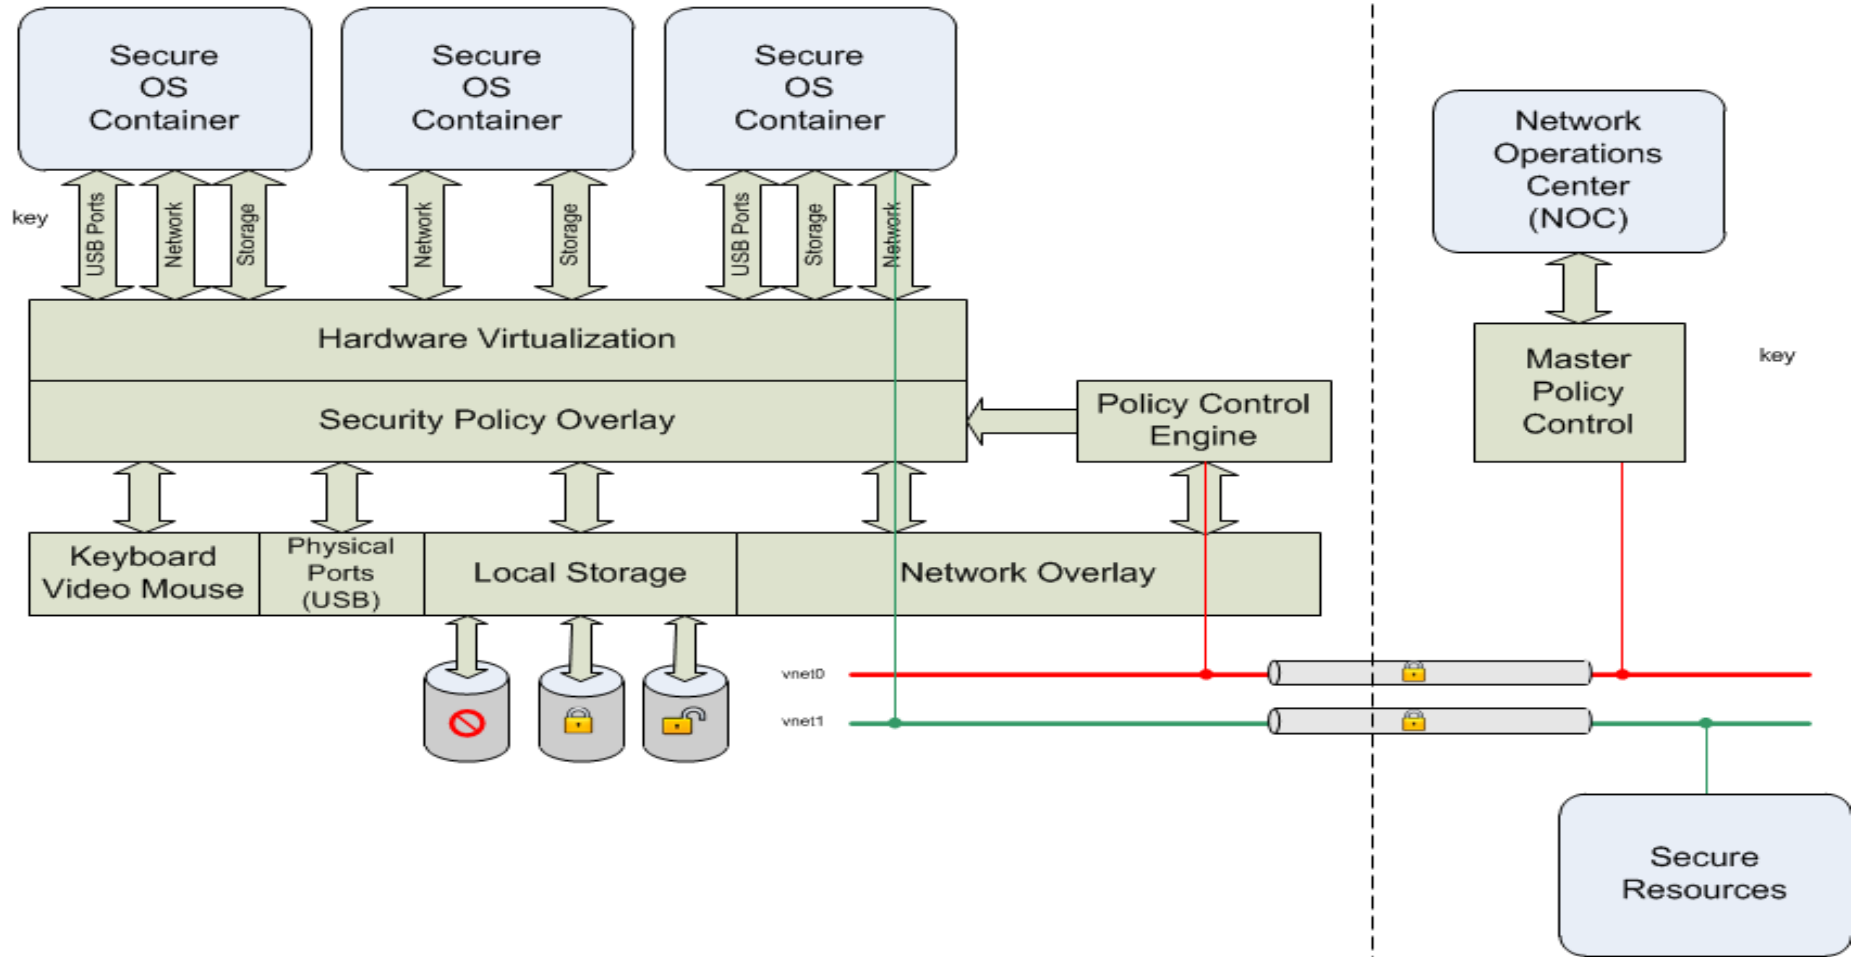 Secure
OS
Container
Secure
OS
Container
Secure
OS
Container
Network
Operations
Center
(NOC)
key
USB Ports
Network
Storage
Network
Storage
USB Ports
Storage
Network
Hardware Virtualization
Security Policy Overlay
Policy Control
Engine
Master
Policy
Control
key
Keyboard
Video Mouse
Physical
Ports
(USB)
Local Storage
Network Overlay
vnet0
vnet1
Secure
Resources